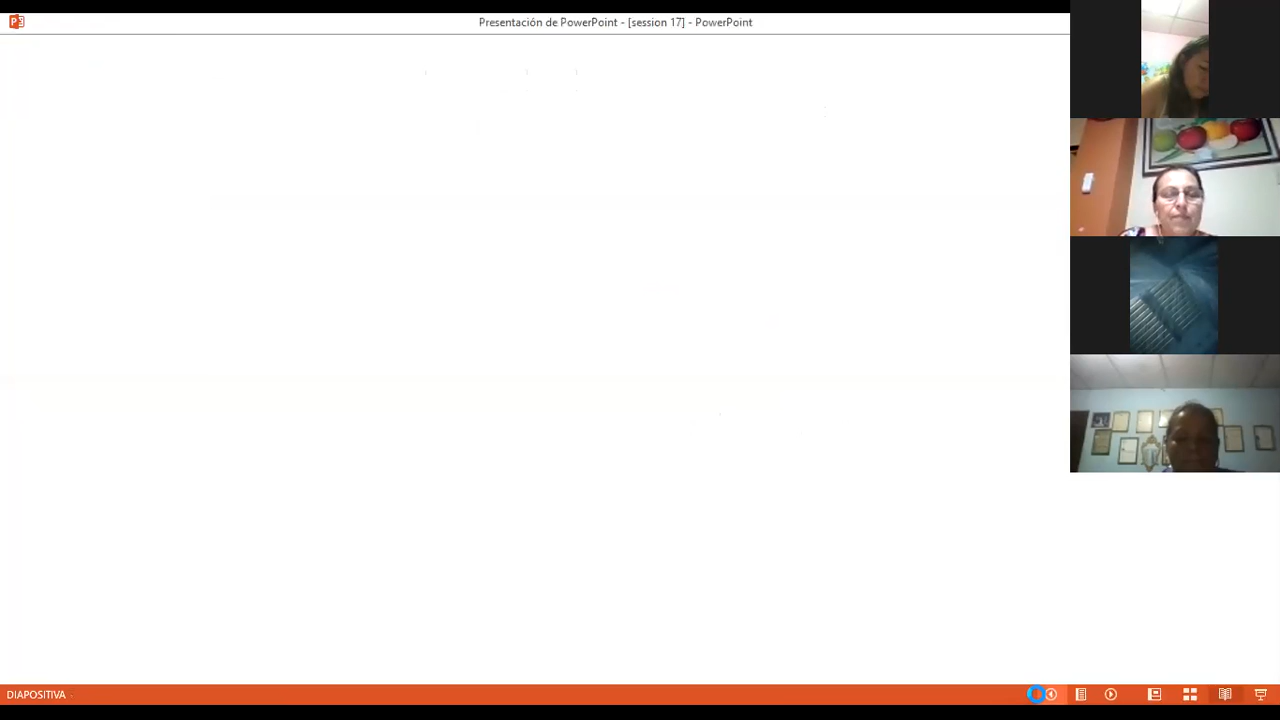 Presentación de PowerPoint - [session 17] - PowerPoint
DIAPOSITIVA